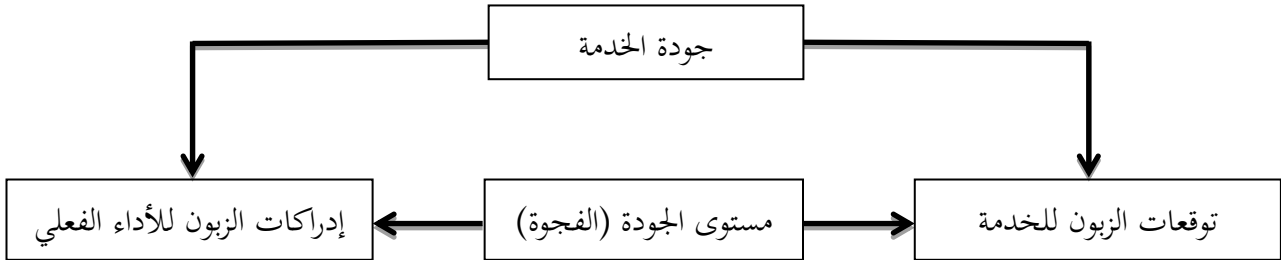 جودة الخدمة
توقعات الزبون للخدمة
مستوى الجودة (الفجوة)
إدراكات الزبون للأداء الفعلي